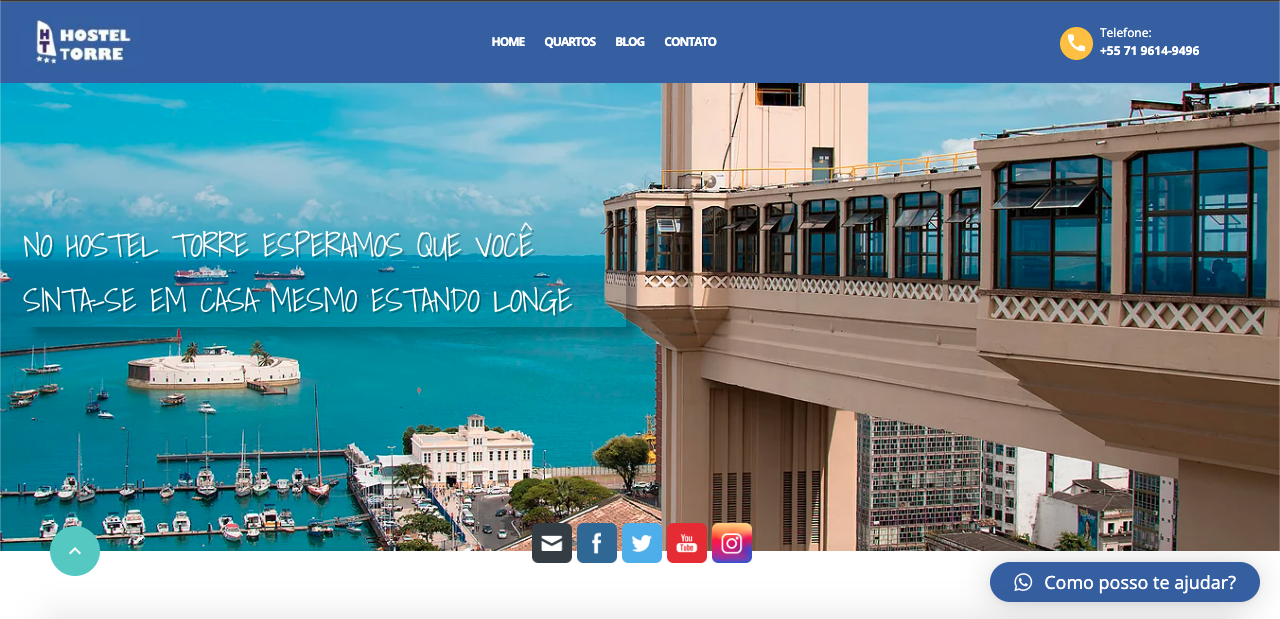 HOSTEL
TORRE
HT
HOME
QUARTOS
BLOG
CONTATO
Telefone:
+55 71 9614-9496
NO HOSTEL TORRE ESPERAMOS QUE VOCÊ
SINTA-SE EM CASA MESMO ESTANDO LONGE
You
Tube
Como posso te ajudar?